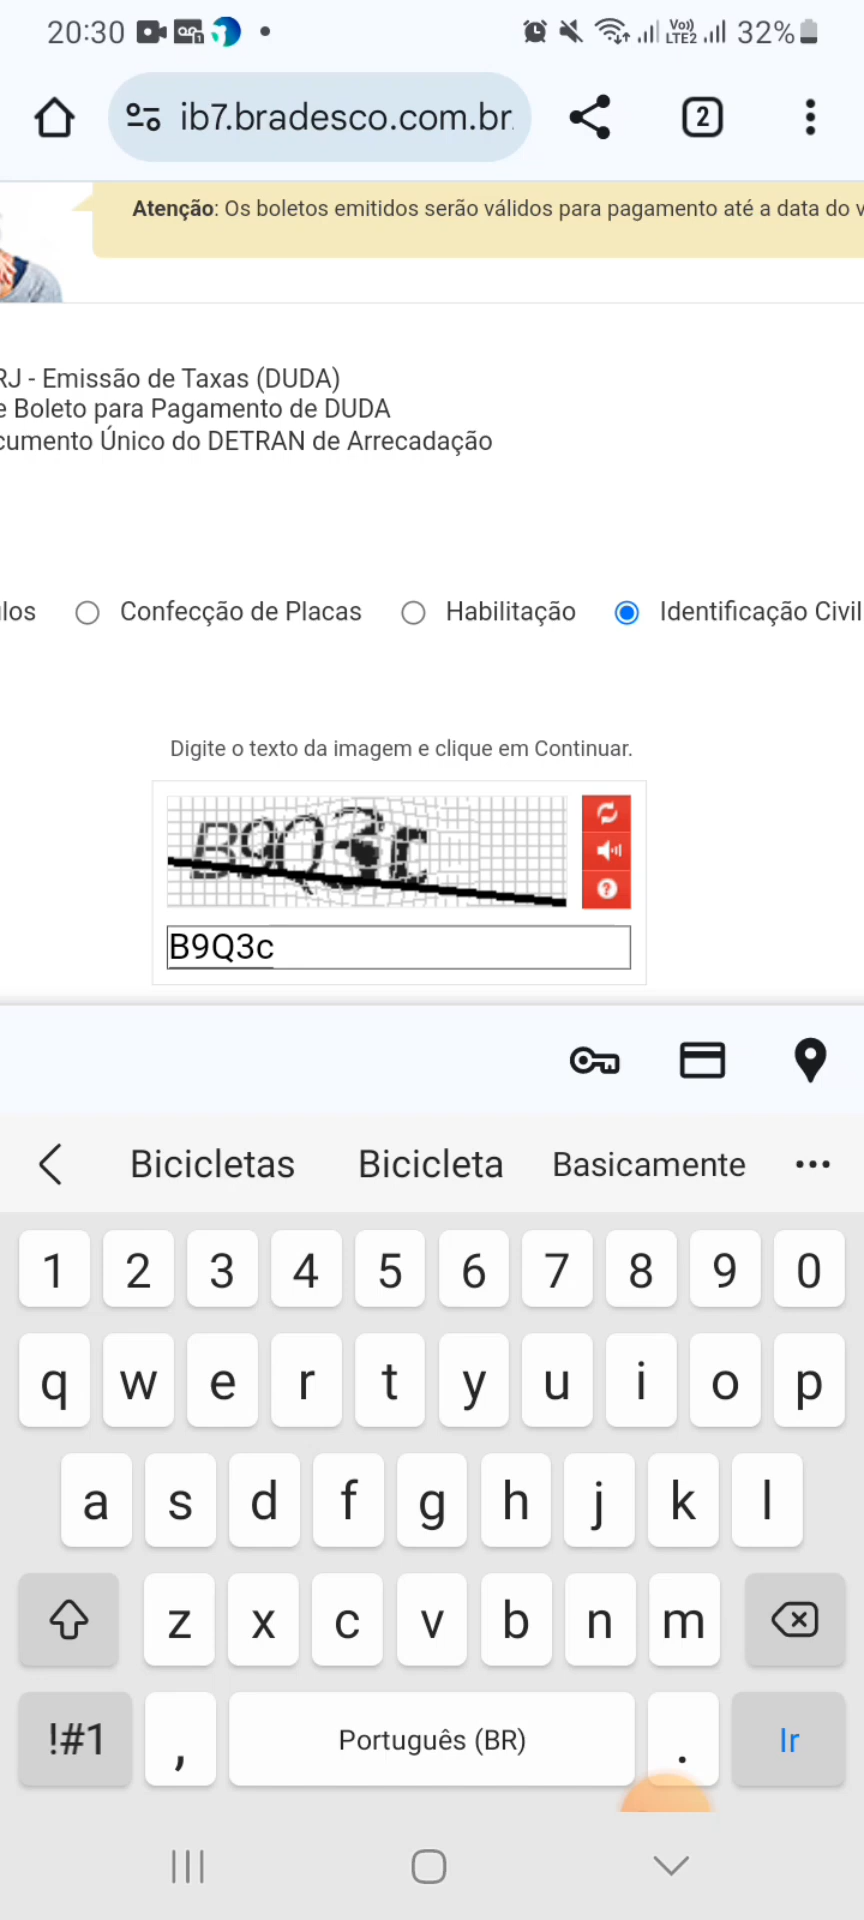 20:30 Vo)) LTE2 32%
ib7.bradesco.com.br 2
Atenção: Os boletos emitidos serão válidos para pagamento até a data do v
RJ - Emissão de Taxas (DUDA)
e Boleto para Pagamento de DUDA
cumento Único do DETRAN de Arrecadação
los Confecção de Placas Habilitação Identificação Civil
Digite o texto da imagem e clique em Continuar.
B9Q3c
Bicicletas Bicicleta Basicamente ...
1 2 3 4 5 6 7 8 9 0
q w e r t y u i o p
a s d f g h j k l
z x c v b n m
!#1 , Português (BR) . Ir